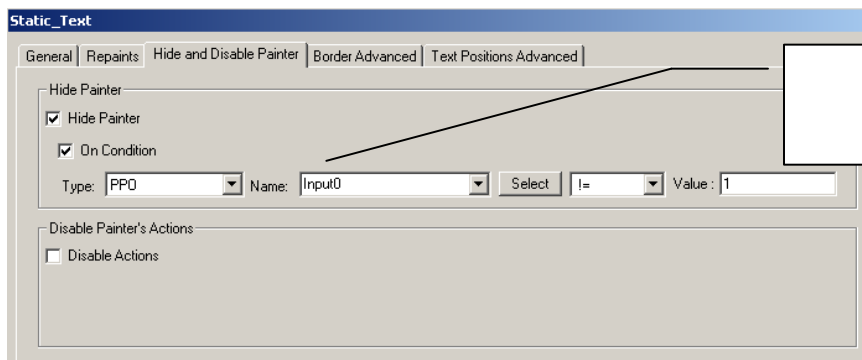 Static_Text
General Repaints Hide and Disable Painter Border Advanced Text Positions Advanced
Hide Painter
Hide Painter
On Condition
Type: PPO Name: Input0 Select != Value : 1
Disable Painter's Actions
Disable Actions